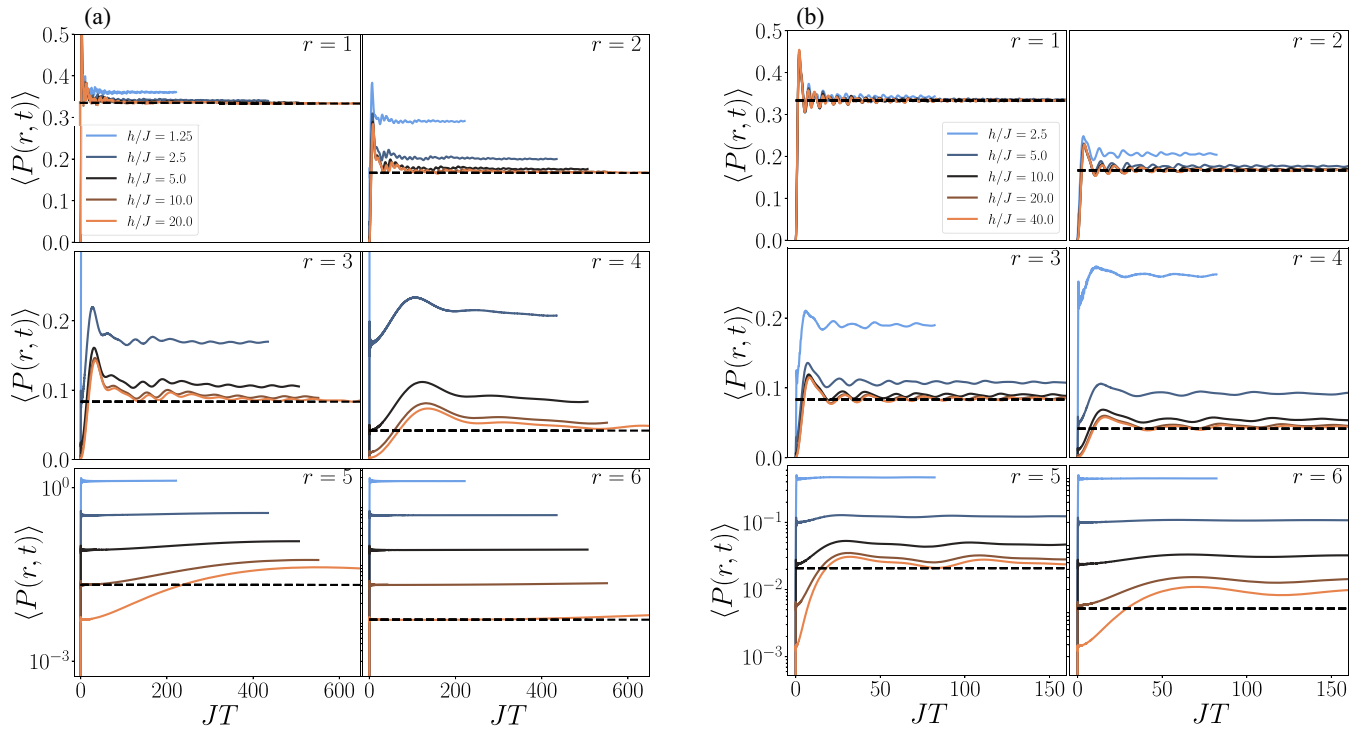 (a)
r = 1
r = 2
0.5
0.4
0.3
0.2
0.1
0.0
⟨P(r, t)⟩
h/J = 1.25
h/J = 2.5
h/J = 5.0
h/J = 10.0
h/J = 20.0
r = 3
r = 4
0.2
0.1
0.0
⟨P(r, t)⟩
r = 5
r = 6
10⁰
10⁻³
⟨P(r, t)⟩
0 200 400 600
0 200 400 600
JT
JT
(b)
r = 1
r = 2
0.5
0.4
0.3
0.2
0.1
0.0
⟨P(r, t)⟩
h/J = 2.5
h/J = 5.0
h/J = 10.0
h/J = 20.0
h/J = 40.0
r = 3
r = 4
0.2
0.1
0.0
⟨P(r, t)⟩
r = 5
r = 6
10⁻¹
10⁻²
10⁻³
⟨P(r, t)⟩
0 50 100 150
0 50 100 150
JT
JT